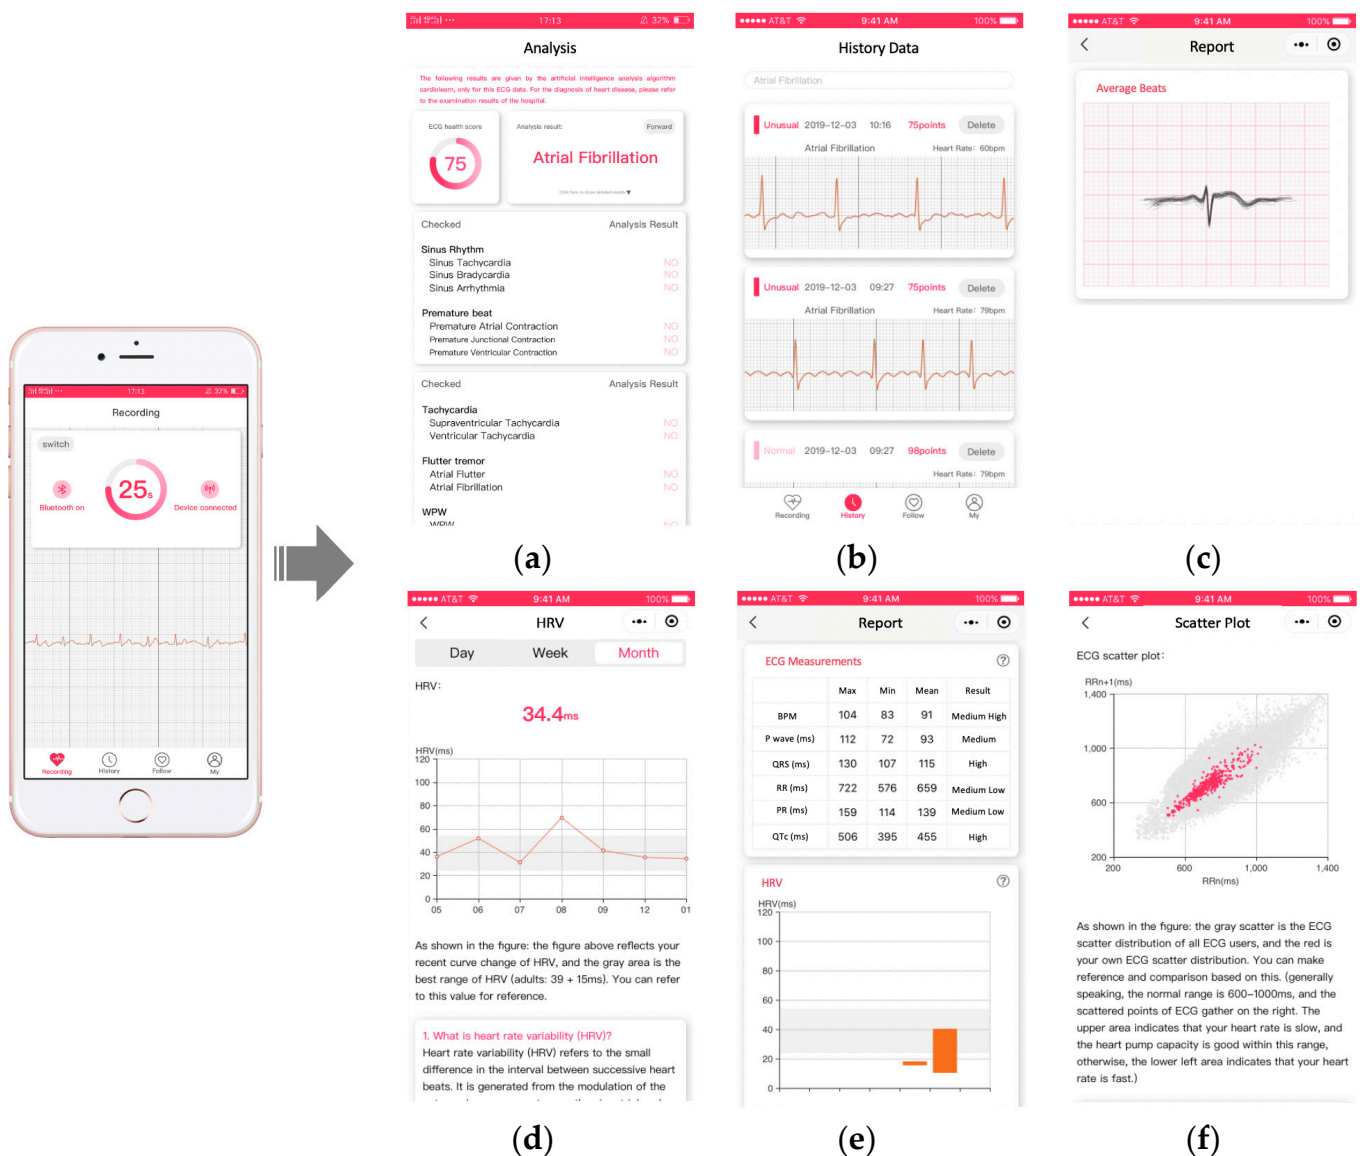 17:13
32%
Recording
switch
25s
Bluetooth on
Device connected
Recording
History
Follow
My
17:13
32%
Analysis
The following results are given by the artificial intelligence analysis algorithm
cardiolearn, only for this ECG data. For the diagnosis of heart disease, please refer
to the examination results of the hospital.
ECG health score
75
Analysis result:
Forward
Atrial Fibrillation
Click here to close detailed results ▼
Checked Analysis Result
Sinus Rhythm
Sinus Tachycardia NO
Sinus Bradycardia NO
Sinus Arrhythmia NO
Premature beat
Premature Atrial Contraction NO
Premature Junctional Contraction NO
Premature Ventricular Contraction NO
Checked Analysis Result
Tachycardia
Supraventricular Tachycardia NO
Ventricular Tachycardia NO
Flutter tremor
Atrial Flutter NO
Atrial Fibrillation NO
WPW
WPW NO
(a)
AT&T 9:41 AM 100%
History Data
Atrial Fibrillation
Unusual 2019-12-03 10:16 75points Delete
Atrial Fibrillation Heart Rate: 60bpm
Unusual 2019-12-03 09:27 75points Delete
Atrial Fibrillation Heart Rate: 79bpm
Normal 2019-12-03 09:27 98points Delete
Heart Rate: 79bpm
Recording
History
Follow
My
(b)
AT&T 9:41 AM 100%
Report
Average Beats
(c)
AT&T 9:41 AM 100%
HRV
Day Week Month
HRV:
34.4ms
HRV(ms)
120
100
80
60
40
20
0
05 06 07 08 09 12 01
As shown in the figure: the figure above reflects your
recent curve change of HRV, and the gray area is the
best range of HRV (adults: 39 + 15ms). You can refer
to this value for reference.
1. What is heart rate variability (HRV)?
Heart rate variability (HRV) refers to the small
difference in the interval between successive heart
beats. It is generated from the modulation of the
(d)
AT&T 9:41 AM 100%
Report
ECG Measurements ?
Max Min Mean Result
BPM 104 83 91 Medium High
P wave (ms) 112 72 93 Medium
QRS (ms) 130 107 115 High
RR (ms) 722 576 659 Medium Low
PR (ms) 159 114 139 Medium Low
QTc (ms) 506 395 455 High
HRV ?
HRV(ms)
120
100
80
60
40
20
0
(e)
AT&T 9:41 AM 100%
Scatter Plot
ECG scatter plot:
RRn+1(ms)
1,400
1,000
600
200
200 600 1,000 1,400
RRn(ms)
As shown in the figure: the gray scatter is the ECG
scatter distribution of all ECG users, and the red is
your own ECG scatter distribution. You can make
reference and comparison based on this. (generally
speaking, the normal range is 600-1000ms, and the
scattered points of ECG gather on the right. The
upper area indicates that your heart rate is slow, and
the heart pump capacity is good within this range,
otherwise, the lower left area indicates that your heart
rate is fast.)
(f)